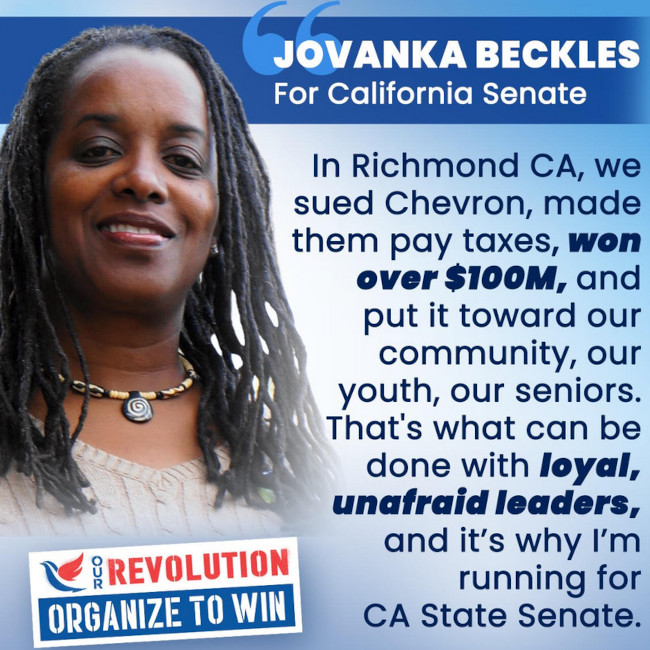 “
JOVANKA BECKLES
For California Senate
In Richmond CA, we
sued Chevron, made
them pay taxes, won
over $100M, and
put it toward our
community, our
youth, our seniors.
That's what can be
done with loyal,
unafraid leaders,
and it’s why I’m
running for
CA State Senate.
OUR REVOLUTION
ORGANIZE TO WIN